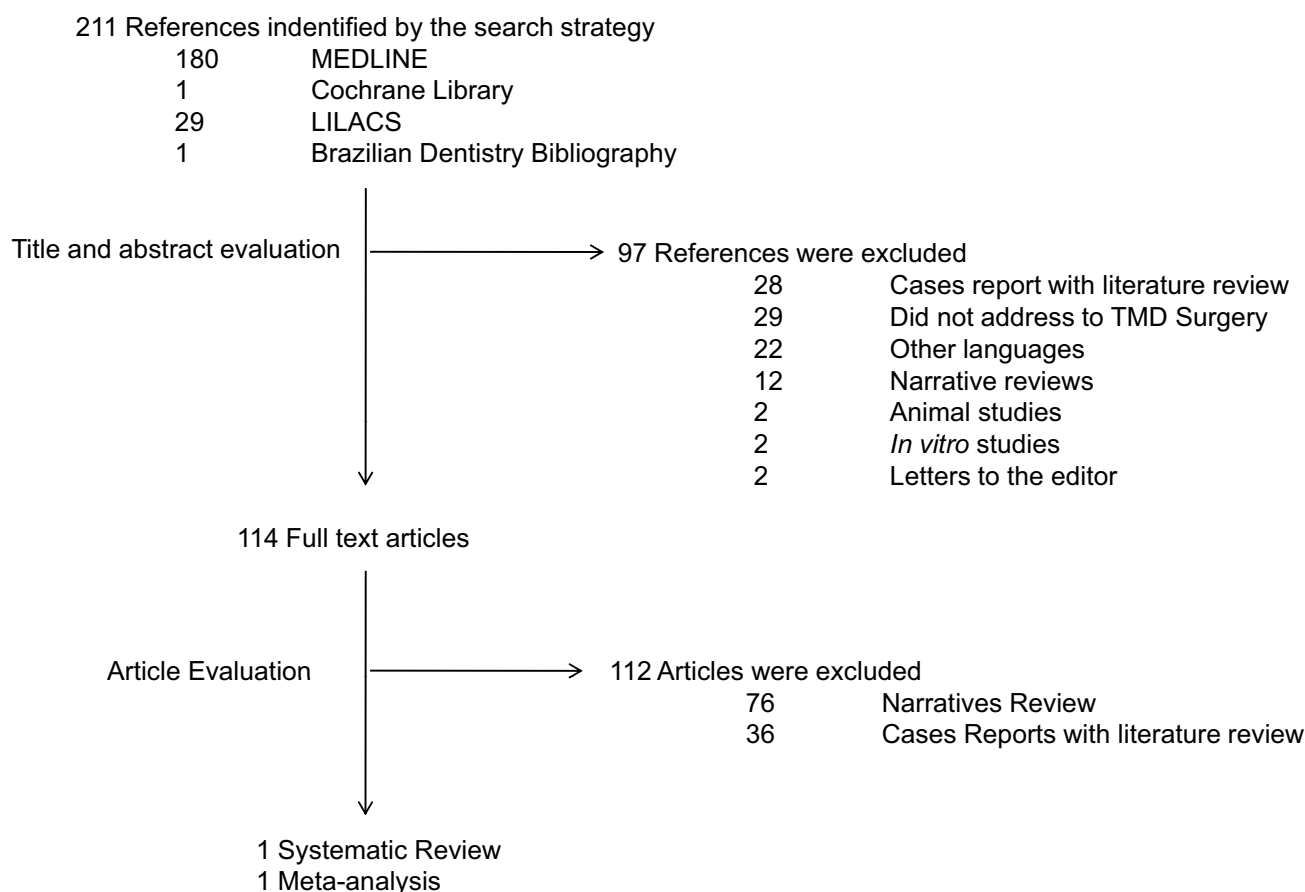 211 References indentified by the search strategy
180 MEDLINE
1 Cochrane Library
29 LILACS
1 Brazilian Dentistry Bibliography
Title and abstract evaluation
97 References were excluded
28 Cases report with literature review
29 Did not address to TMD Surgery
22 Other languages
12 Narrative reviews
2 Animal studies
2 In vitro studies
2 Letters to the editor
114 Full text articles
Article Evaluation
112 Articles were excluded
76 Narratives Review
36 Cases Reports with literature review
1 Systematic Review
1 Meta-analysis